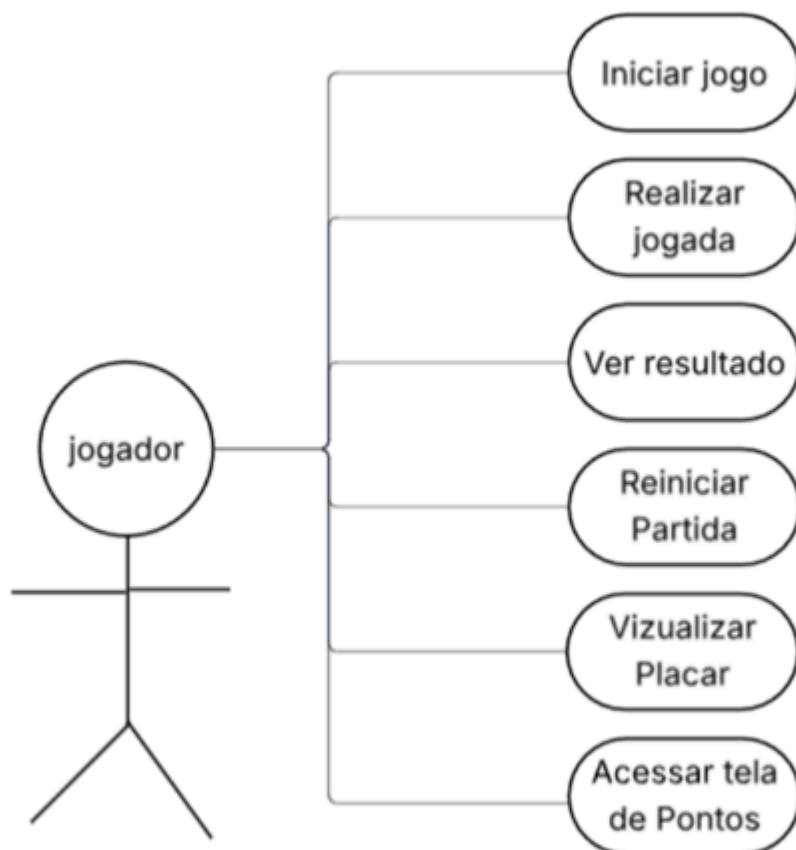 Iniciar jogo
Realizar
jogada
Ver resultado
jogador
Reiniciar
Partida
Vizualizar
Placar
Acessar tela
de Pontos